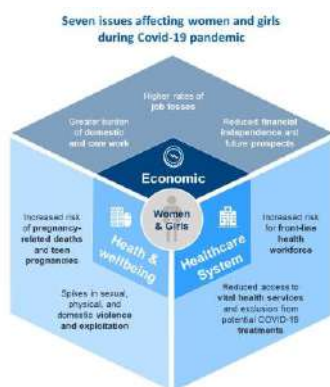 Seven issues affecting women and girls
during Covid-19 pandemic
Higher rates of
job losses
Greater burden
of domestic
and care work
Reduced financial
independence and
future prospects
Economic
Women
& Girls
Heath &
wellbeing
Healthcare
System
Increased risk
of pregnancy-
related deaths
and teen
pregnancies
Spikes in sexual,
physical, and
domestic violence
and exploitation
Increased risk
for front-line
health
workforce
Reduced access to
vital health services
and exclusion from
potential COVID-19
treatments